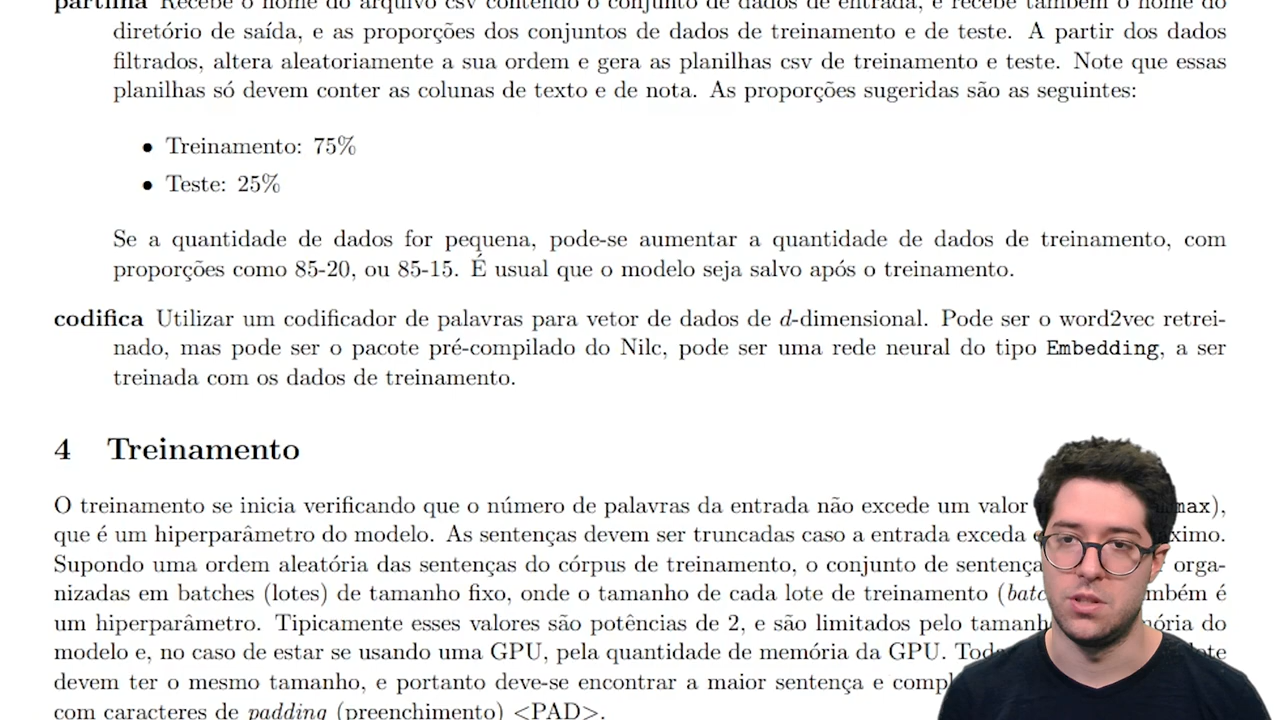 partilha Recebe o nome do arquivo csv contendo o conjunto de dados de entrada, e recebe também o nome do
diretório de saída, e as proporções dos conjuntos de dados de treinamento e de teste. A partir dos dados
filtrados, altera aleatoriamente a sua ordem e gera as planilhas csv de treinamento e teste. Note que essas
planilhas só devem conter as colunas de texto e de nota. As proporções sugeridas são as seguintes:
• Treinamento: 75%
• Teste: 25%
Se a quantidade de dados for pequena, pode-se aumentar a quantidade de dados de treinamento, com
proporções como 85-20, ou 85-15. É usual que o modelo seja salvo após o treinamento.
codifica Utilizar um codificador de palavras para vetor de dados de d-dimensional. Pode ser o word2vec retrei-
nado, mas pode ser o pacote pré-compilado do Nilc, pode ser uma rede neural do tipo Embedding, a ser
treinada com os dados de treinamento.
4 Treinamento
O treinamento se inicia verificando que o número de palavras da entrada não excede um valor max),
que é um hiperparâmetro do modelo. As sentenças devem ser truncadas caso a entrada exceda
Supondo uma ordem aleatória das sentenças do córpus de treinamento, o conjunto de sentença orga-
nizadas em batches (lotes) de tamanho fixo, onde o tamanho de cada lote de treinamento (batc mbém é
um hiperparâmetro. Tipicamente esses valores são potências de 2, e são limitados pelo tamanh ória do
modelo e, no caso de estar se usando uma GPU, pela quantidade de memória da GPU. Tod
devem ter o mesmo tamanho, e portanto deve-se encontrar a maior sentença e compl
com caracteres de padding (preenchimento) <PAD>.